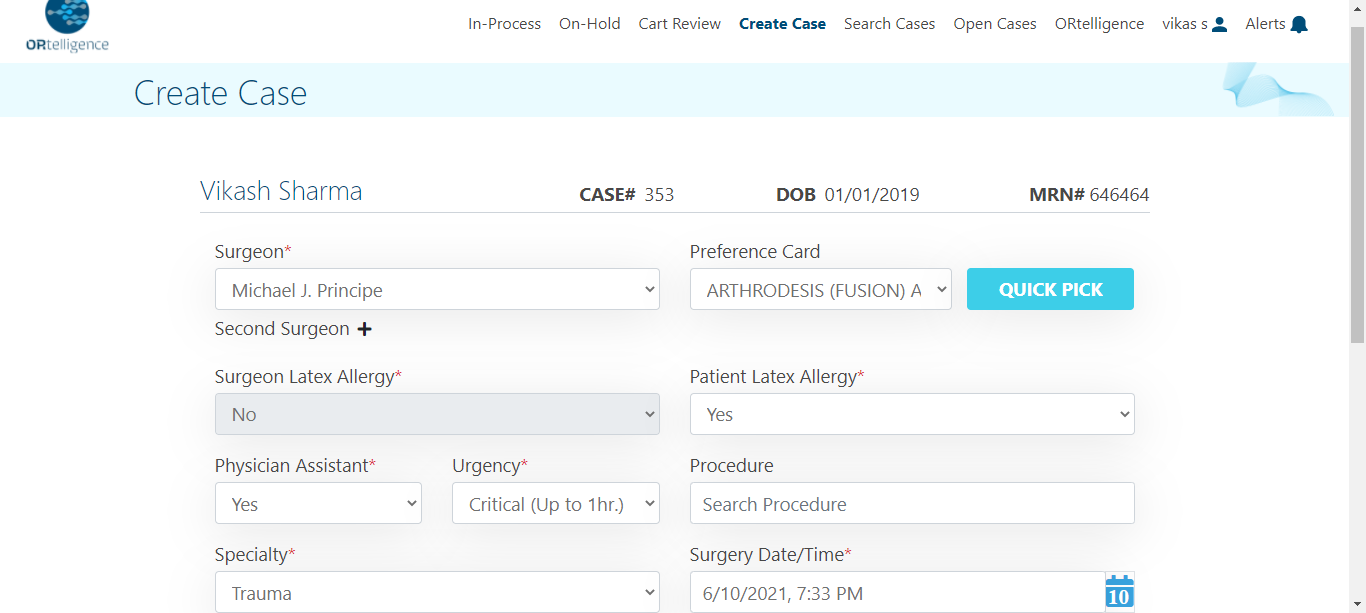 ORtelligence
In-Process On-Hold Cart Review Create Case Search Cases Open Cases ORtelligence vikas s Alerts
Create Case
Vikash Sharma CASE# 353 DOB 01/01/2019 MRN# 646464
Surgeon* Preference Card
Michael J. Principe ARTHRODESIS (FUSION) A QUICK PICK
Second Surgeon +
Surgeon Latex Allergy* Patient Latex Allergy*
No Yes
Physician Assistant* Urgency* Procedure
Yes Critical (Up to 1hr.) Search Procedure
Specialty* Surgery Date/Time*
Trauma 6/10/2021, 7:33 PM 10